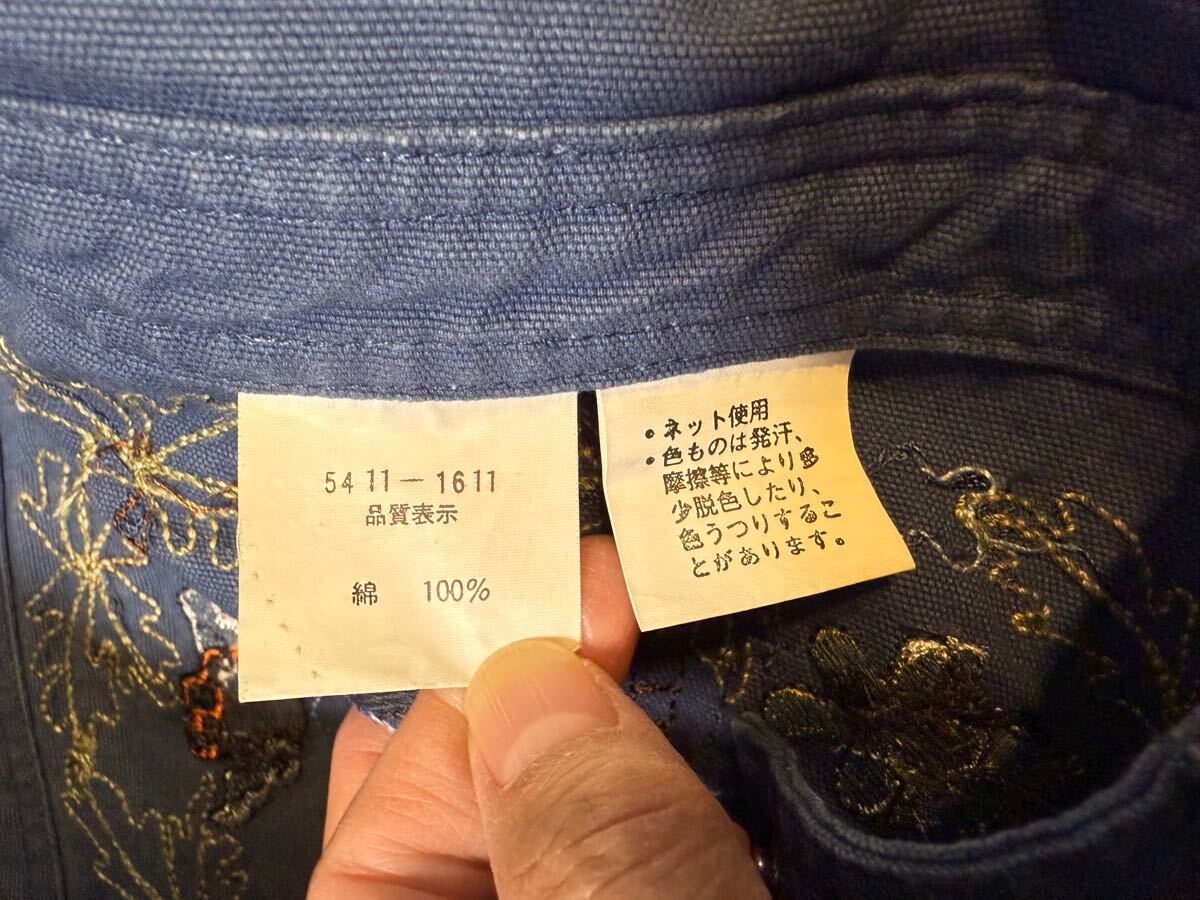 5411－1611
品質表示
綿　100%
・ネット使用
・色ものは発汗、
摩擦等により多
少脱色したり、
色うつりするこ
とがあります。